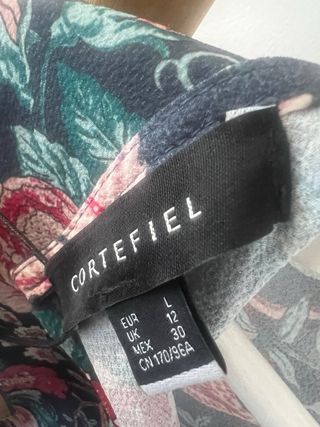 CORTEFIEL
EUR L
UK 12
MEX 30
CN 170/96A